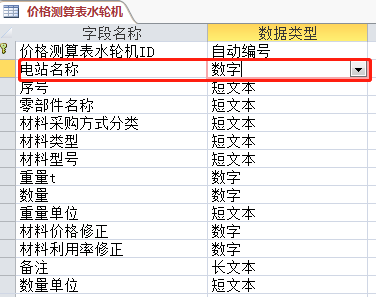 价格测算表水轮机
字段名称 数据类型
价格测算表水轮机ID 自动编号
电站名称 数字
序号 短文本
零部件名称 短文本
材料采购方式分类 短文本
材料类型 短文本
材料型号 短文本
重量t 数字
数量 数字
重量单位 短文本
材料价格修正 数字
材料利用率修正 数字
备注 长文本
数量单位 短文本